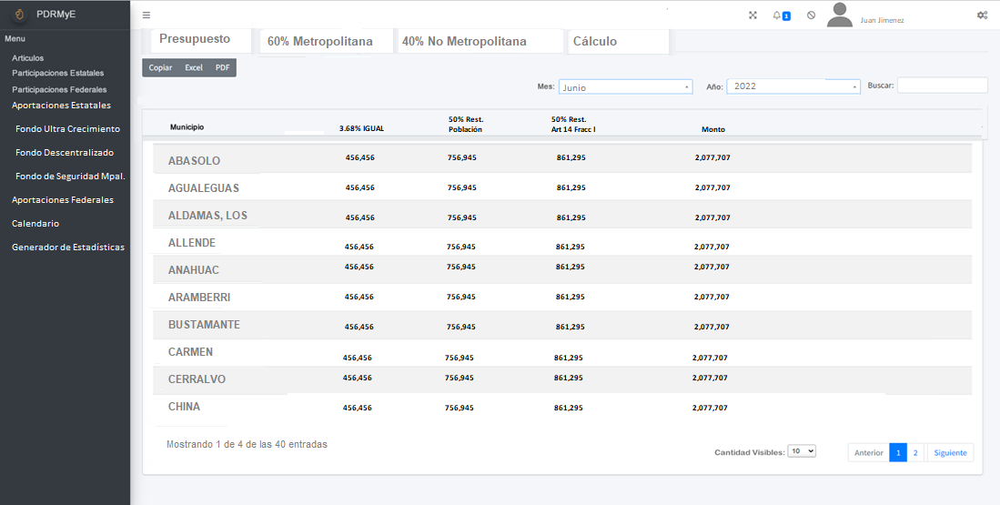 PDRMyE
1
Juan Jimenez
Menu
Articulos
Participaciones Estatales
Participaciones Federales
Aportaciones Estatales
Fondo Ultra Crecimiento
Fondo Descentralizado
Fondo de Seguridad Mpal.
Aportaciones Federales
Calendario
Generador de Estadísticas
Presupuesto 60% Metropolitana 40% No Metropolitana Cálculo
Copiar Excel PDF
Mes: Junio Año: 2022 Buscar:
Municipio 3.68% IGUAL 50% Rest. Población 50% Rest. Art 14 Fracc I Monto
ABASOLO 456,456 756,945 861,295 2,077,707
AGUALEGUAS 456,456 756,945 861,295 2,077,707
ALDAMAS, LOS 456,456 756,945 861,295 2,077,707
ALLENDE 456,456 756,945 861,295 2,077,707
ANAHUAC 456,456 756,945 861,295 2,077,707
ARAMBERRI 456,456 756,945 861,295 2,077,707
BUSTAMANTE 456,456 756,945 861,295 2,077,707
CARMEN 456,456 756,945 861,295 2,077,707
CERRALVO 456,456 756,945 861,295 2,077,707
CHINA 456,456 756,945 861,295 2,077,707
Mostrando 1 de 4 de las 40 entradas
Cantidad Visibles: 10 Anterior 1 2 Siguiente